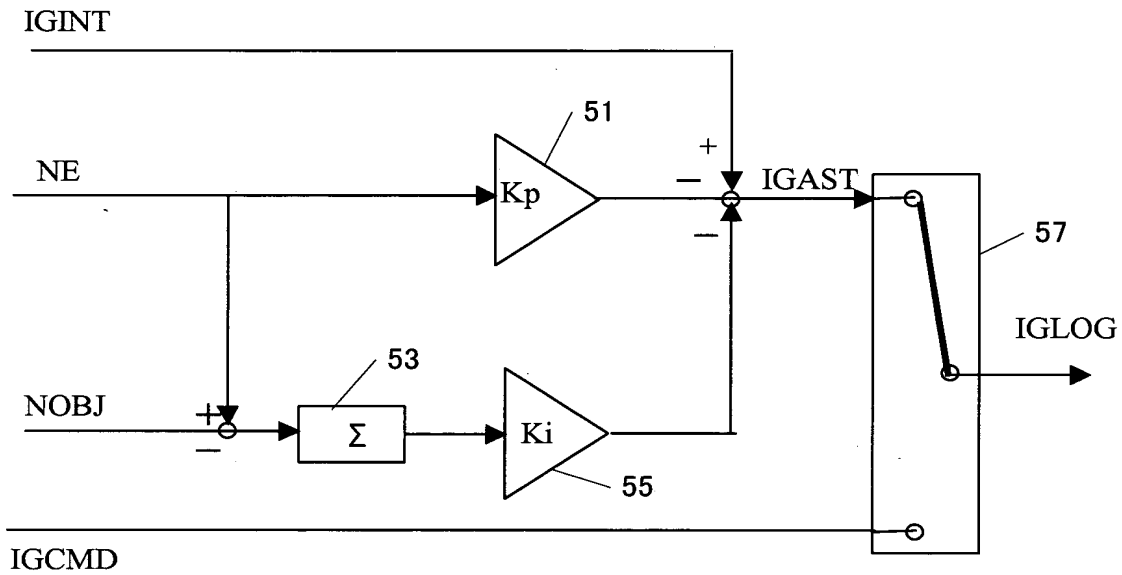 IGINT
51
+
NE
Kp
−
IGAST
57
−
IGLOG
53
NOBJ
+
−
Σ
Ki
55
IGCMD